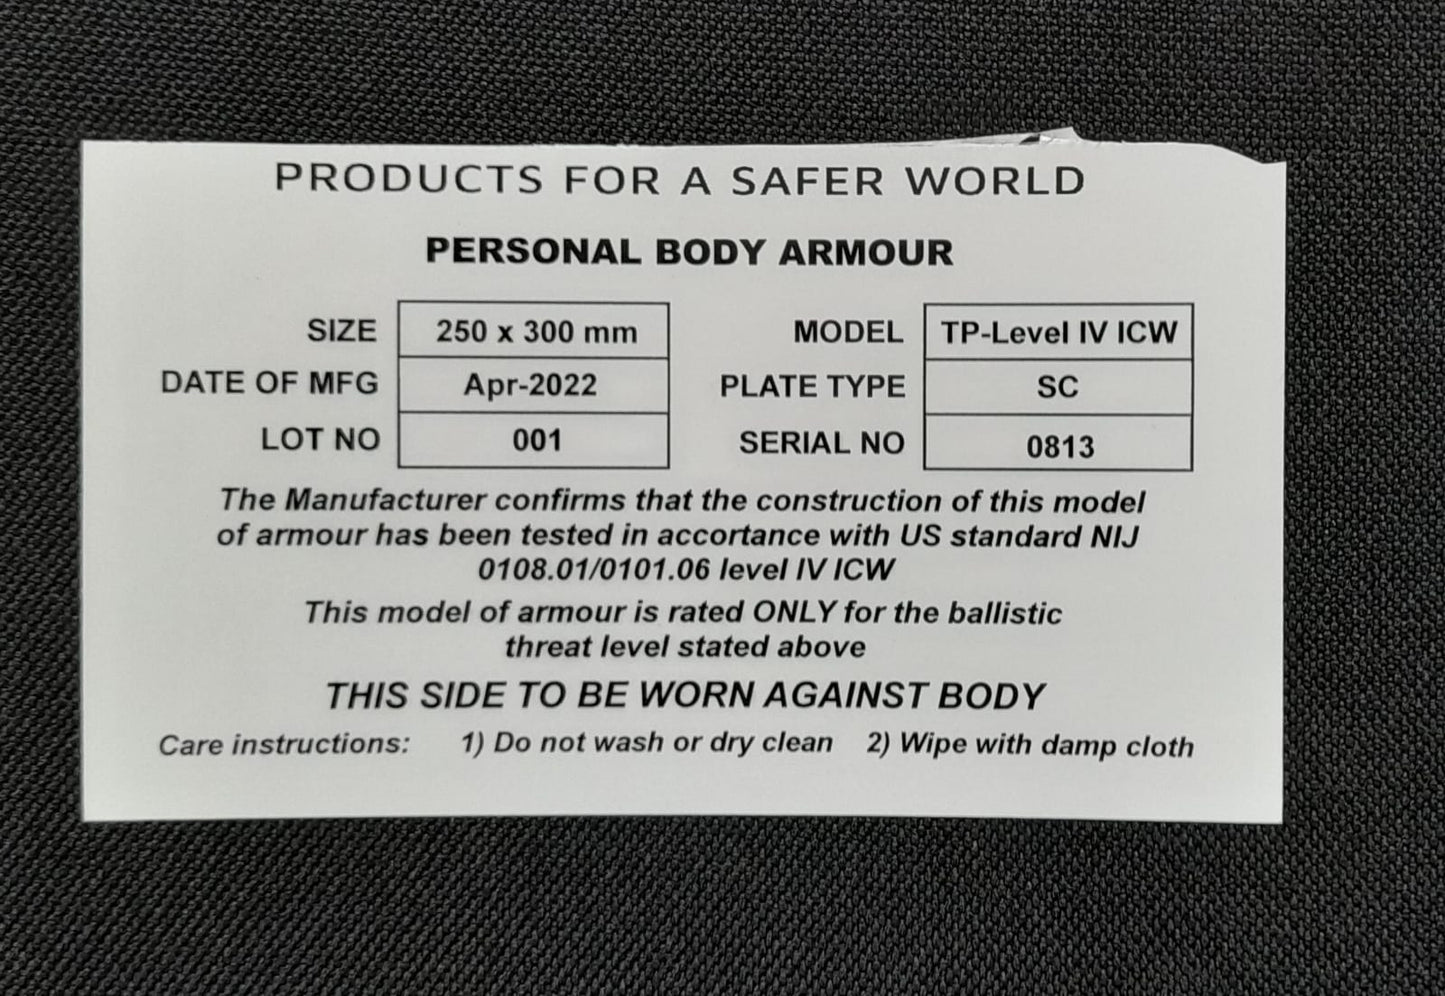 PRODUCTS FOR A SAFER WORLD
PERSONAL BODY ARMOUR
SIZE 250 x 300 mm MODEL TP-Level IV ICW
DATE OF MFG Apr-2022 PLATE TYPE SC
LOT NO 001 SERIAL NO 0813
The Manufacturer confirms that the construction of this model
of armour has been tested in accortance with US standard NIJ
0108.01/0101.06 level IV ICW
This model of armour is rated ONLY for the ballistic
threat level stated above
THIS SIDE TO BE WORN AGAINST BODY
Care instructions: 1) Do not wash or dry clean 2) Wipe with damp cloth